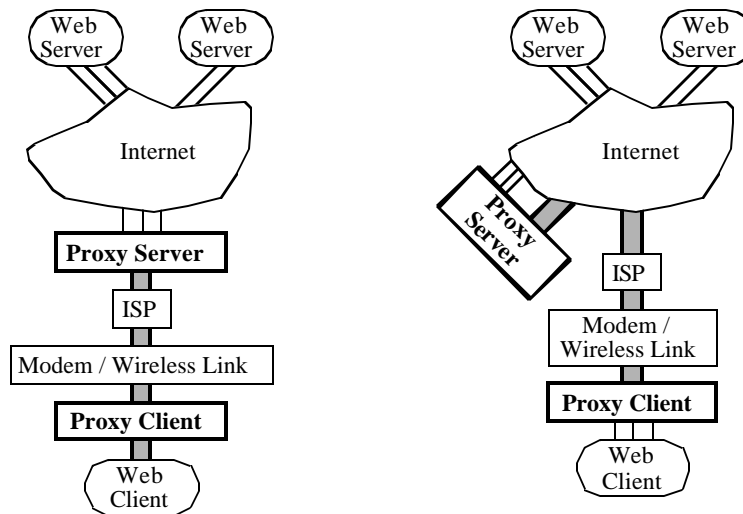 Web
Server
Web
Server
Internet
Proxy Server
ISP
Modem / Wireless Link
Proxy Client
Web
Client
Web
Server
Web
Server
Internet
Proxy
Server
ISP
Modem /
Wireless Link
Proxy Client
Web
Client